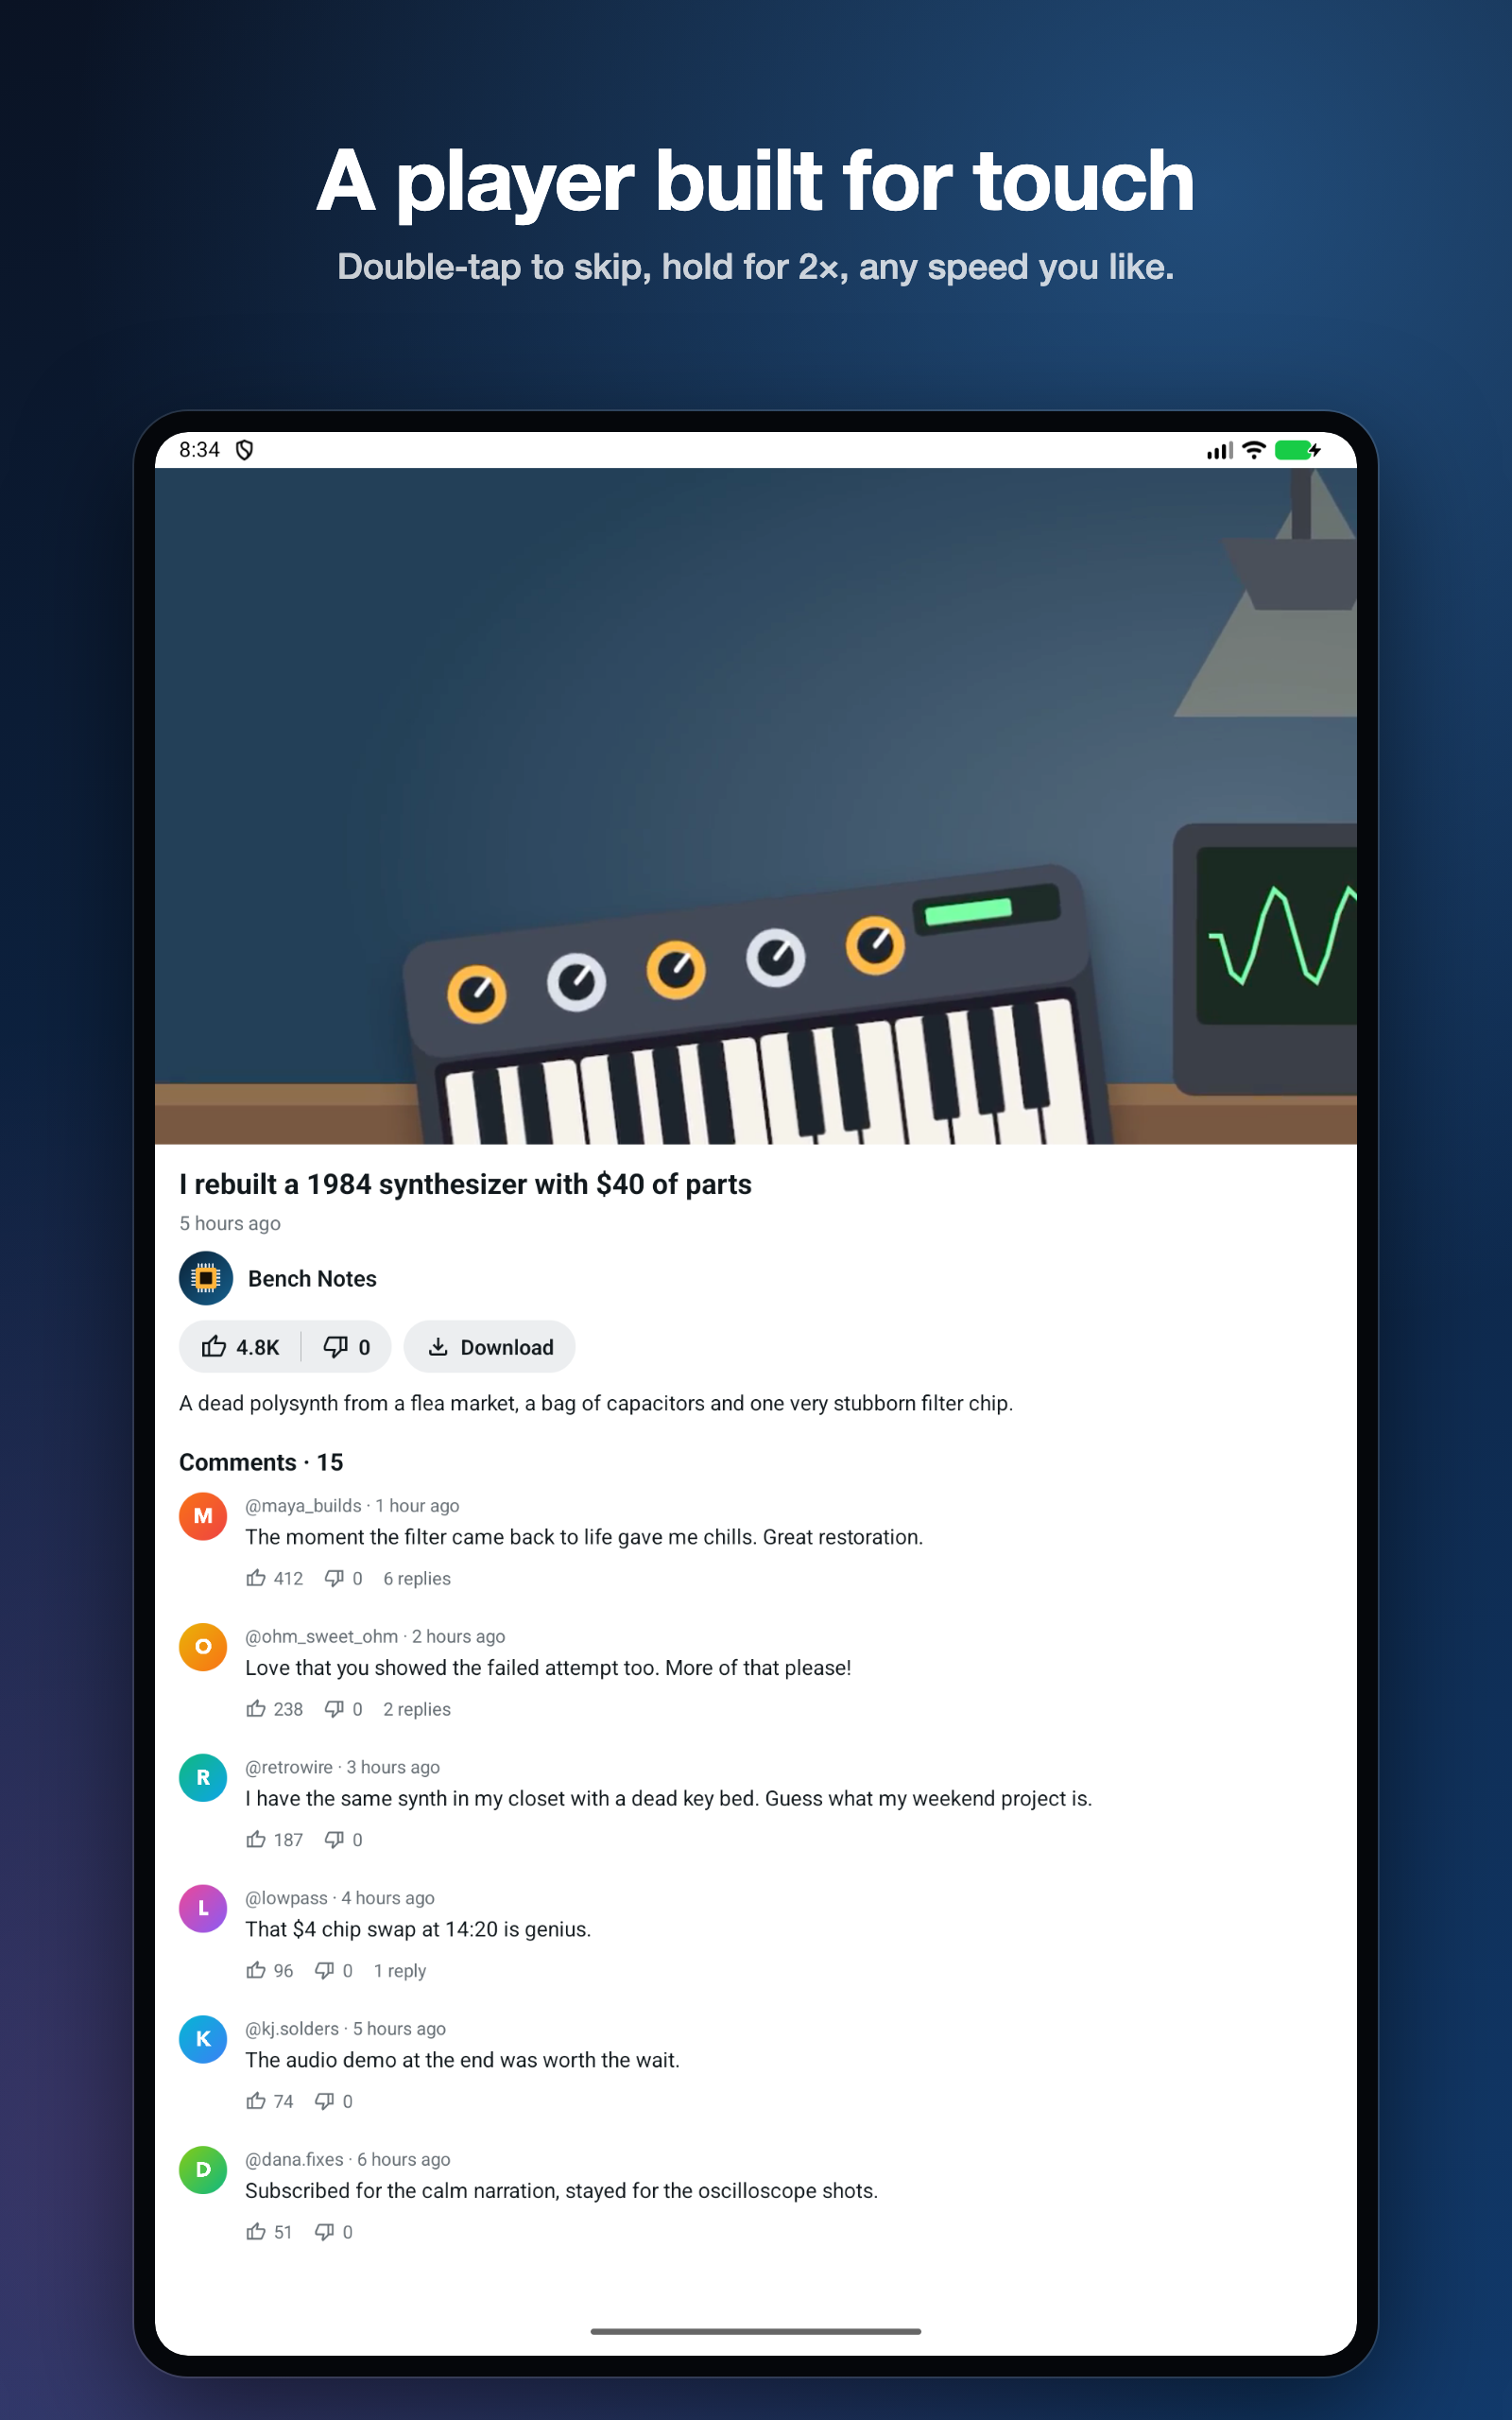 A player built for touch
Double-tap to skip, hold for 2×, any speed you like.
8:34
I rebuilt a 1984 synthesizer with $40 of parts
5 hours ago
Bench Notes
4.8K 0 Download
A dead polysynth from a flea market, a bag of capacitors and one very stubborn filter chip.
Comments · 15
M
@maya_builds · 1 hour ago
The moment the filter came back to life gave me chills. Great restoration.
412 0 6 replies
O
@ohm_sweet_ohm · 2 hours ago
Love that you showed the failed attempt too. More of that please!
238 0 2 replies
R
@retrowire · 3 hours ago
I have the same synth in my closet with a dead key bed. Guess what my weekend project is.
187 0
L
@lowpass · 4 hours ago
That $4 chip swap at 14:20 is genius.
96 0 1 reply
K
@kj.solders · 5 hours ago
The audio demo at the end was worth the wait.
74 0
D
@dana.fixes · 6 hours ago
Subscribed for the calm narration, stayed for the oscilloscope shots.
51 0